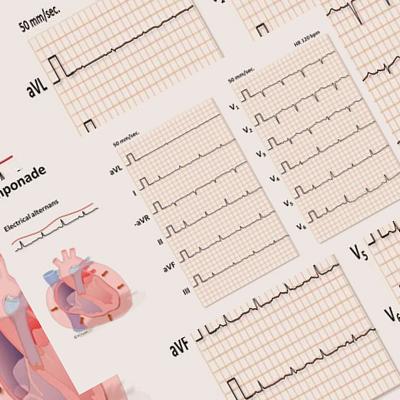 50 mm/sec.
aVL
HR 120 bpm
50 mm/sec.
V₁
V₂
V₃
V₄
V₅
V₆
50 mm/sec.
aVL
I
-aVR
II
aVF
III
mponade
Electrical alternans
aVF
V₅
V₆